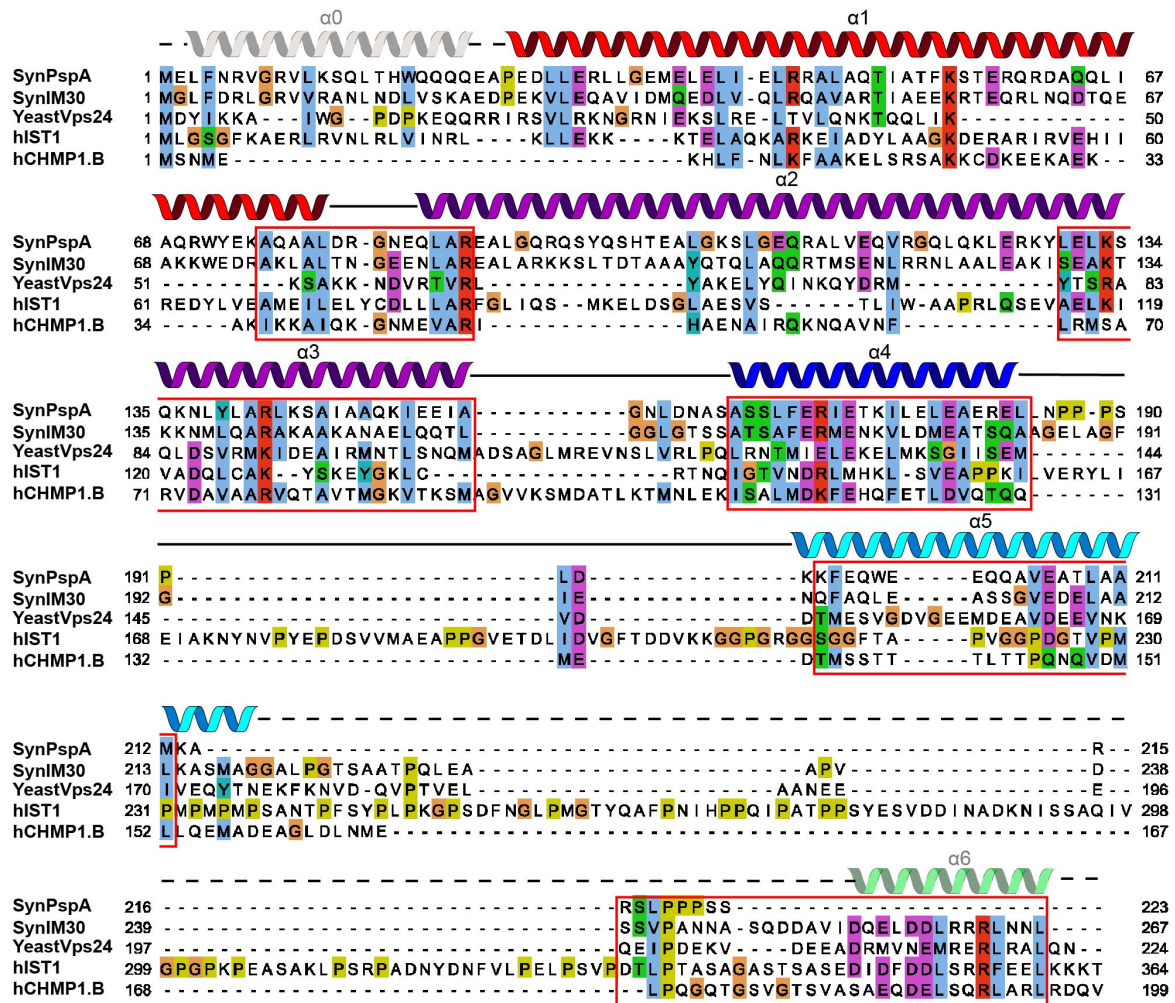 α0 α1
SynPspA 1 MELFNRVGRVLKSQLTHWQQQQEAPEDLLERLLGEMELELI-ELRRALAQTIATFKSTERQRDAQQLI 67
SynIM30 1 MGLFDRLGRVVRANLNDLVSKAEDPEKVLEQAVIDMQEDLV-QLRQAVARTIAEEKRTEQRLNQDTQE 67
YeastVps24 1 MDYIKKA----IWG-PDPKEQQRRIRSVLRKNGRNIEKSLRE-LTVLQNKTQQLIK------------ 50
hIST1 1 MLGSGFKAERLRVNLRLVINRL----KLLEKK----KTELAQKARKEIADYLAAGKDERARIRVEHII 60
hCHMP1.B 1 MSNME--------------------------------KHLF-NLKFAAKELSRSAKKCDKEEKAEK-- 33
α2
SynPspA 68 AQRWYEKAQAALDR-GNEQLAREALGQRQSYQSHTEALGKSLGEQRALVEQVRGQLQKLERKYLELKS 134
SynIM30 68 AKKWEDRAKLALTN-GEENLAREALARKKSLTDTAAAYQTQLAQQRTMSENLRRNLAALEAKISEAKT 134
YeastVps24 51 ---------KSAKK-NDVRTVRL--------------YAKELYQINKQYDRM-----------YTSRA 83
hIST1 61 REDYLVEAMEILELYCDLLLARFGLIQS-MKELDSGLAESVS-------TLIW-AAPRLQSEVAELKI 119
hCHMP1.B 34 -----AKIKKAIQK-GNMEVARI--------------HAENAIRQKNQAVNF-----------LRMSA 70
α3 α4
SynPspA 135 QKNLYLARLKSAIAAQKIEEIA-----------GNLDNASASSLFERIETKILELEAERELLNPP-PS 190
SynIM30 135 KKNMLQARAKAAKANAELQQTL-----------GGLGTSSATSAFERMENKVLDMEATSQAAGELAGF 191
YeastVps24 84 QLDSVRMKIDEAMRMNTLSNQMADSAGLMREVNSLVRLPQLRNTMIELEKELMKSGIISEM------- 144
hIST1 120 VADQLCAK-YSKEYGKLC-------------------RTNQIGTVNDRLMHKLSVEAPPKILVERYLI 167
hCHMP1.B 71 RVDAVAARVQTAVTMGKVTKSMAGVVKSMDATLKTMNLEKISALMDKFEHQFETLDVQTQQ------- 131
α5
SynPspA 191 P---------------------------LD---------------KKFEQWE-----EQQAVEATLAA 211
SynIM30 192 G---------------------------IE---------------NQFAQLE-----ASSGVEDELAA 212
YeastVps24 145 ----------------------------VD---------------DTMESVGDVGEEMDEAVDEEVNK 169
hIST1 168 EIAKNYNVPYEPDSVVMAEAPPGVETDLIDVGFTDDVKKGGPGRGGSGGFTA-----PVGGPDGTVPM 230
hCHMP1.B 132 ----------------------------ME---------------DTMSSTT-----TLTTPQNQVDM 151
SynPspA 212 MKA--------------------------------------------------------------R-- 215
SynIM30 213 LKASMAGGALPGTSAATPQLEA-----------------------APV-----------------D-- 238
YeastVps24 170 IVEQYTNEKFKNVD-QVPTVEL---------------------AANEE-----------------E-- 196
hIST1 231 PMPMPMPSANTPFSYPLPKGPSDFNGLPMGTYQAFPNIHPPQIPATPPSYESVDDINADKNISSAQIV 298
hCHMP1.B 152 LLQEMADEAGLDLNME---------------------------------------------------- 167
α6
SynPspA 216 --------------------------------RSLPPPSS-------------------------- 223
SynIM30 239 --------------------------------SSVPANNA-SQDDAVIDQELDDLRRRLNNL---- 267
YeastVps24 197 --------------------------------QEIPDEKV---DEEADRMVNEMRERLRALQN--- 224
hIST1 299 GPGPKPEASAKLPSRPADNYDNFVLPELPSVPDTLPTASAGASTSASEDIDFDDLSRRFEELKKKT 364
hCHMP1.B 168 ----------------------------------LPQGQTGSVGTSVASAEQDELSQRLARLRDQV 199